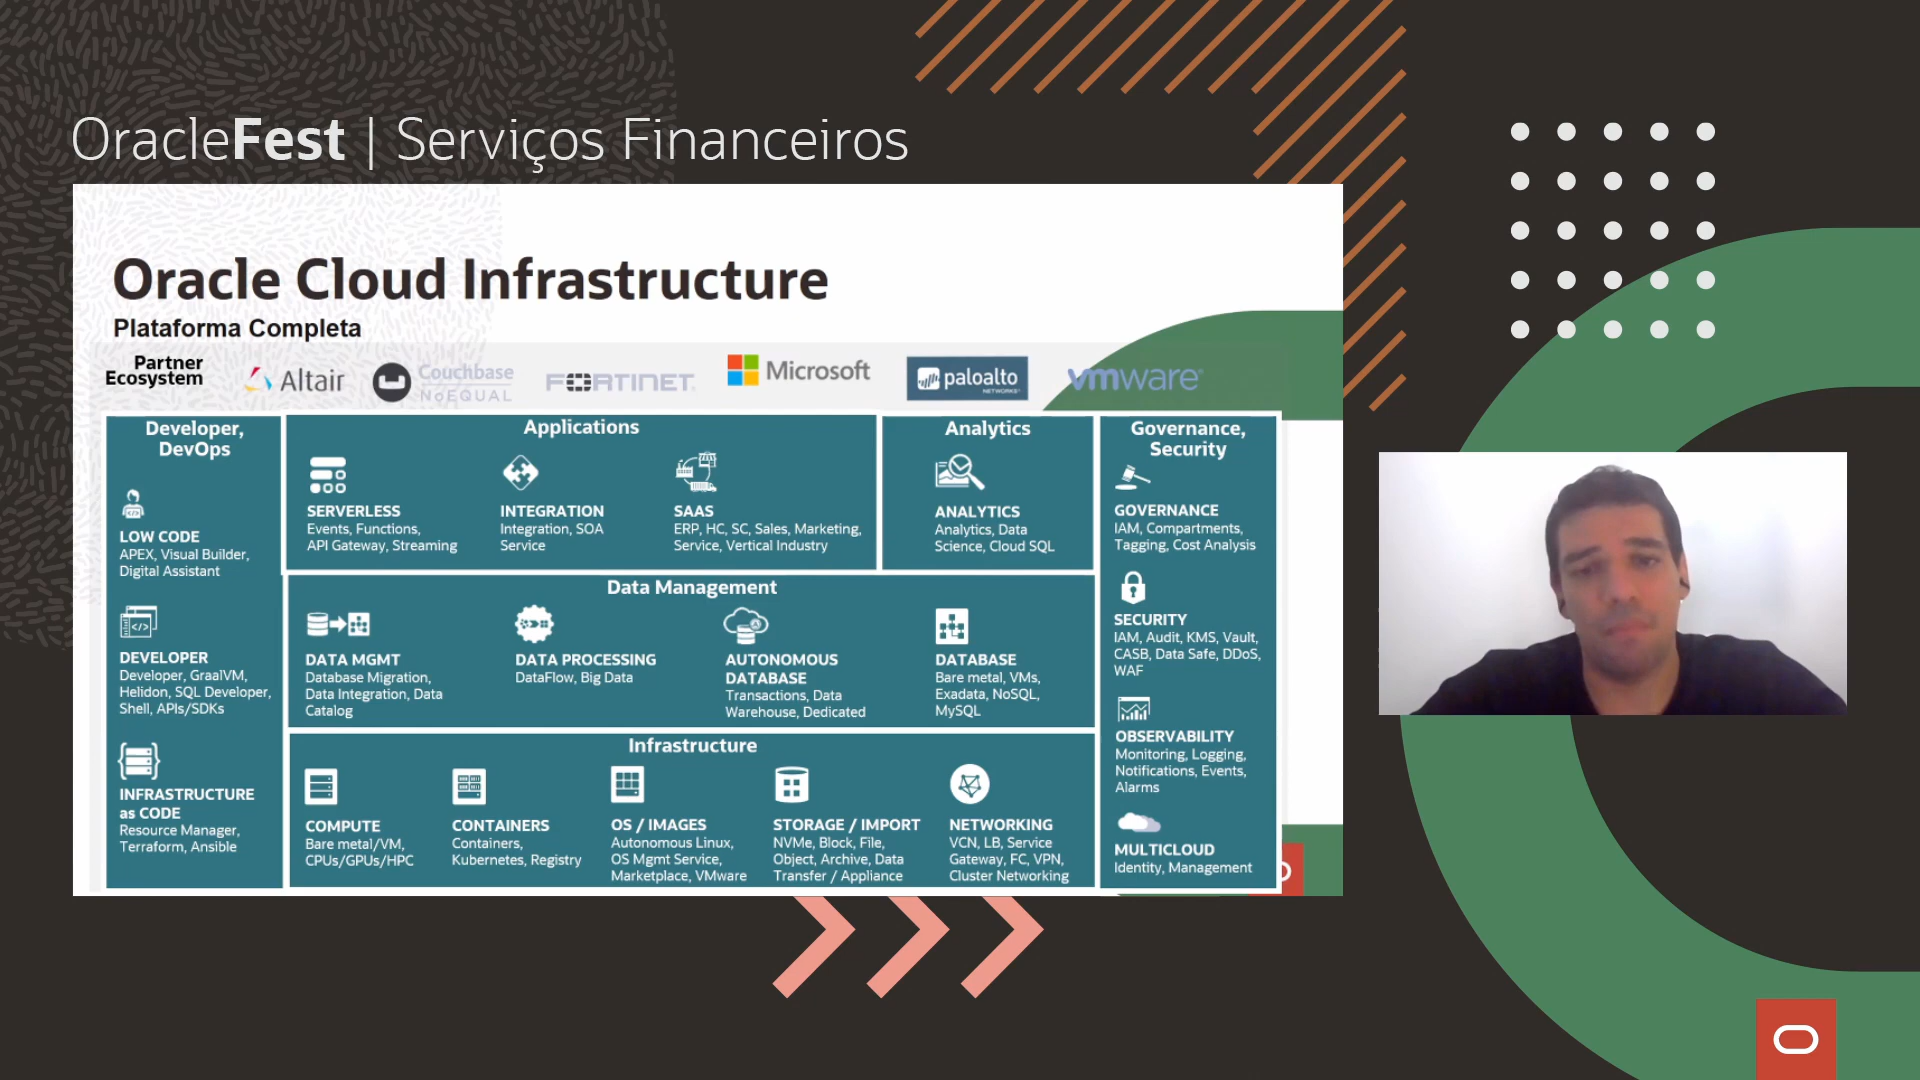 OracleFest | Serviços Financeiros
Oracle Cloud Infrastructure
Plataforma Completa
Partner
Ecosystem
Altair
Couchbase
NoEQUAL
FORTINET
Microsoft
paloalto
NETWORKS
vmware
Developer,
DevOps
LOW CODE
APEX, Visual Builder,
Digital Assistant
DEVELOPER
Developer, GraalVM,
Helidon, SQL Developer,
Shell, APIs/SDKs
INFRASTRUCTURE
as CODE
Resource Manager,
Terraform, Ansible
Applications
SERVERLESS
Events, Functions,
API Gateway, Streaming
INTEGRATION
Integration, SOA
Service
SAAS
ERP, HC, SC, Sales, Marketing,
Service, Vertical Industry
Analytics
ANALYTICS
Analytics, Data
Science, Cloud SQL
Data Management
DATA MGMT
Database Migration,
Data Integration, Data
Catalog
DATA PROCESSING
DataFlow, Big Data
AUTONOMOUS
DATABASE
Transactions, Data
Warehouse, Dedicated
DATABASE
Bare metal, VMs,
Exadata, NoSQL,
MySQL
Infrastructure
COMPUTE
Bare metal/VM,
CPUs/GPUs/HPC
CONTAINERS
Containers,
Kubernetes, Registry
OS / IMAGES
Autonomous Linux,
OS Mgmt Service,
Marketplace, VMware
STORAGE / IMPORT
NVMe, Block, File,
Object, Archive, Data
Transfer / Appliance
NETWORKING
VCN, LB, Service
Gateway, FC, VPN,
Cluster Networking
Governance,
Security
GOVERNANCE
IAM, Compartments,
Tagging, Cost Analysis
SECURITY
IAM, Audit, KMS, Vault,
CASB, Data Safe, DDoS,
WAF
OBSERVABILITY
Monitoring, Logging,
Notifications, Events,
Alarms
MULTICLOUD
Identity, Management